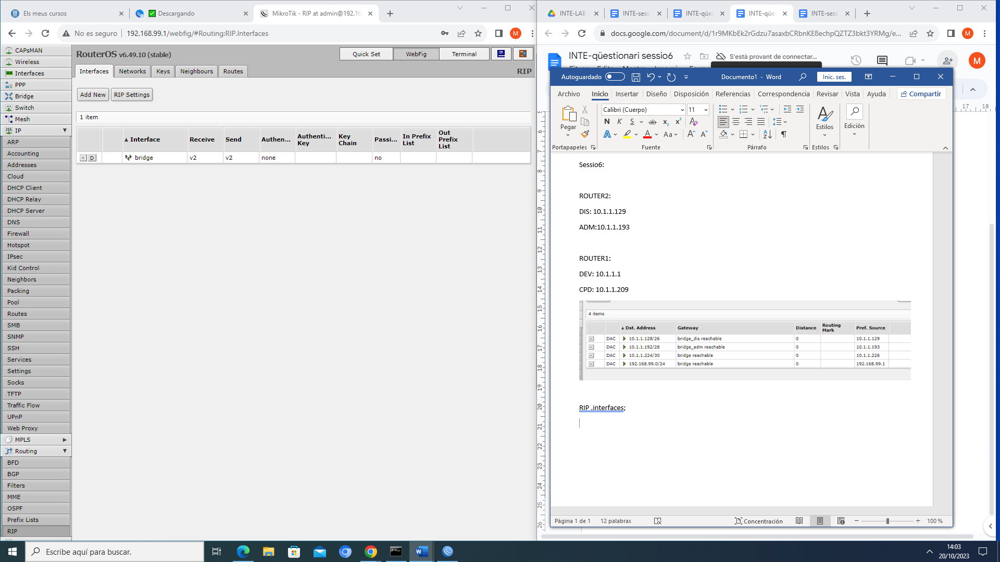 Els meus cursos
Descargando
MikroTik - RIP at admin@192.16
No es seguro
192.168.99.1/webfig/#Routing:RIP.Interfaces
CAPsMAN
Wireless
Interfaces
PPP
Bridge
Switch
Mesh
IP
ARP
Accounting
Addresses
Cloud
DHCP Client
DHCP Relay
DHCP Server
DNS
Firewall
Hotspot
IPsec
Kid Control
Neighbors
Packing
Pool
Routes
SMB
SNMP
SSH
Services
Settings
Socks
TFTP
Traffic Flow
UPnP
Web Proxy
MPLS
Routing
BFD
BGP
Filters
MME
OSPF
Prefix Lists
RIP
RouterOS v6.49.10 (stable)
Quick Set
WebFig
Terminal
Interfaces
Networks
Keys
Neighbours
Routes
RIP
Add New
RIP Settings
1 item
▲ Interface
Receive
Send
Authen...
Authenti... Key
Key Chain
Passi...
In Prefix List
Out Prefix List
- D
bridge
v2
v2
none
no
INTE-LAB
INTE-sess
INTE-qües
INTE-qües
INTE-sess
docs.google.com/document/d/1r9MKbEk2rGdzu7asaxbCRbnKE8echpQZTZ3bkt3YRMg/e...
INTE-qüestionari sessio6
S'està provant de connectar...
M
17 18
Autoguardado
Documento1 - Word
Inic. ses.
Archivo
Inicio
Insertar
Diseño
Disposición
Referencias
Correspondencia
Revisar
Vista
Ayuda
Compartir
Pegar
Calibri (Cuerpo)
11
N K S ab x₂ x²
A Aa A A
Estilos
Edición
Portapapeles
Fuente
Párrafo
Estilos
Sessio6:
ROUTER2:
DIS: 10.1.1.129
ADM:10.1.1.193
ROUTER1:
DEV: 10.1.1.1
CPD: 10.1.1.209
4 items
▲ Dst. Address
Gateway
Distance
Routing Mark
Pref. Source
- DAC 10.1.1.128/26 bridge_dis reachable 0 10.1.1.129
- DAC 10.1.1.192/28 bridge_adm reachable 0 10.1.1.193
- DAC 10.1.1.224/30 bridge reachable 0 10.1.1.226
- DAC 192.168.99.0/24 bridge reachable 0 192.168.99.1
RIP .interfaces;
Página 1 de 1
12 palabras
Concentración
100 %
Escribe aquí para buscar.
14:03
20/10/2023